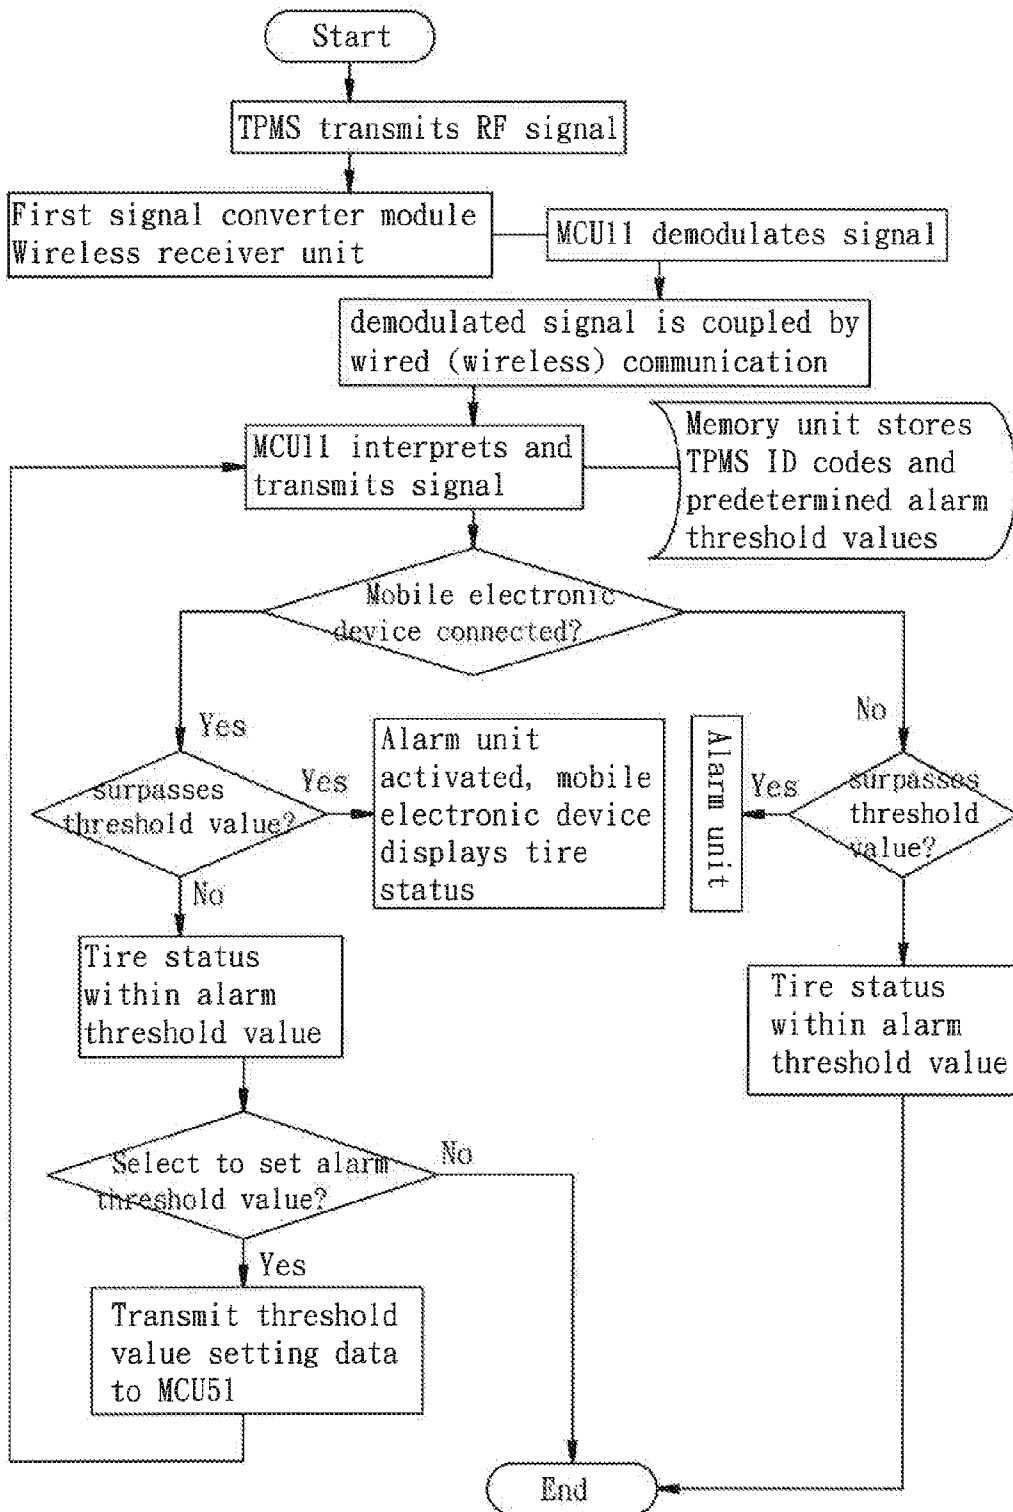 Start
TPMS transmits RF signal
First signal converter module
Wireless receiver unit
MCU11 demodulates signal
demodulated signal is coupled by
wired (wireless) communication
MCU11 interprets and
transmits signal
Memory unit stores
TPMS ID codes and
predetermined alarm
threshold values
Mobile electronic
device connected?
Yes
No
surpasses
threshold value?
Yes
Alarm unit
activated, mobile
electronic device
displays tire
status
Alarm unit
Yes
surpasses
threshold
value?
No
Tire status
within alarm
threshold value
Tire status
within alarm
threshold value
Select to set alarm
threshold value?
No
Yes
Transmit threshold
value setting data
to MCU51
End